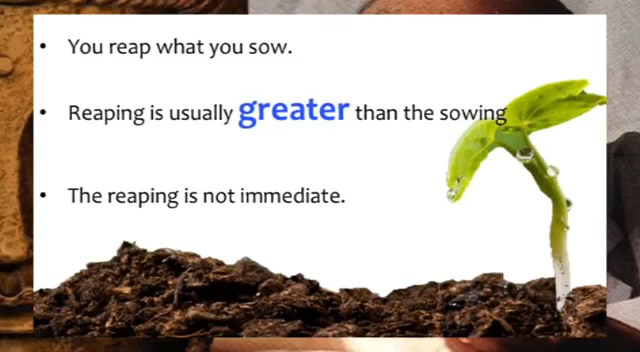 • You reap what you sow.
• Reaping is usually greater than the sowing
• The reaping is not immediate.